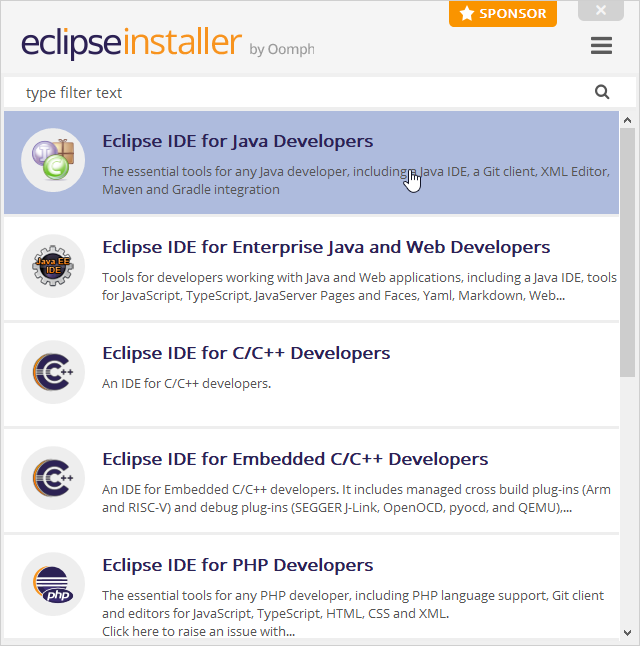 SPONSOR
eclipseinstaller by Oomph
type filter text
Eclipse IDE for Java Developers
The essential tools for any Java developer, including a Java IDE, a Git client, XML Editor,
Maven and Gradle integration
Java EE
IDE
Eclipse IDE for Enterprise Java and Web Developers
Tools for developers working with Java and Web applications, including a Java IDE, tools
for JavaScript, TypeScript, JavaServer Pages and Faces, Yaml, Markdown, Web...
C++
Eclipse IDE for C/C++ Developers
An IDE for C/C++ developers.
C++
Eclipse IDE for Embedded C/C++ Developers
An IDE for Embedded C/C++ developers. It includes managed cross build plug-ins (Arm
and RISC-V) and debug plug-ins (SEGGER J-Link, OpenOCD, pyocd, and QEMU),...
php
Eclipse IDE for PHP Developers
The essential tools for any PHP developer, including PHP language support, Git client
and editors for JavaScript, TypeScript, HTML, CSS and XML.
Click here to raise an issue with...